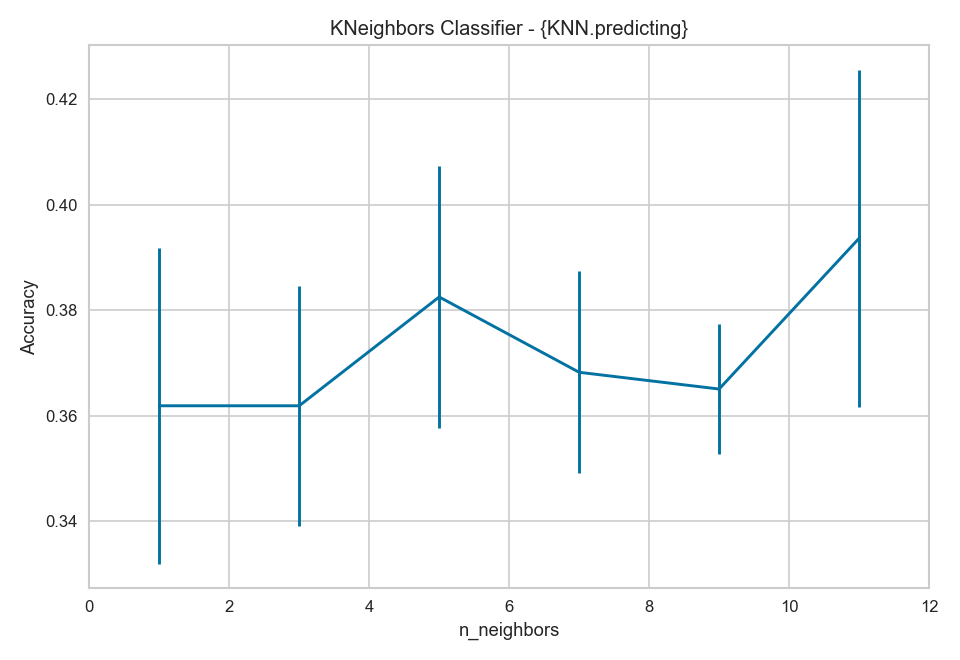 KNeighbors Classifier - {KNN.predicting}
0.42
0.40
0.38
0.36
0.34
Accuracy
0 2 4 6 8 10 12
n_neighbors